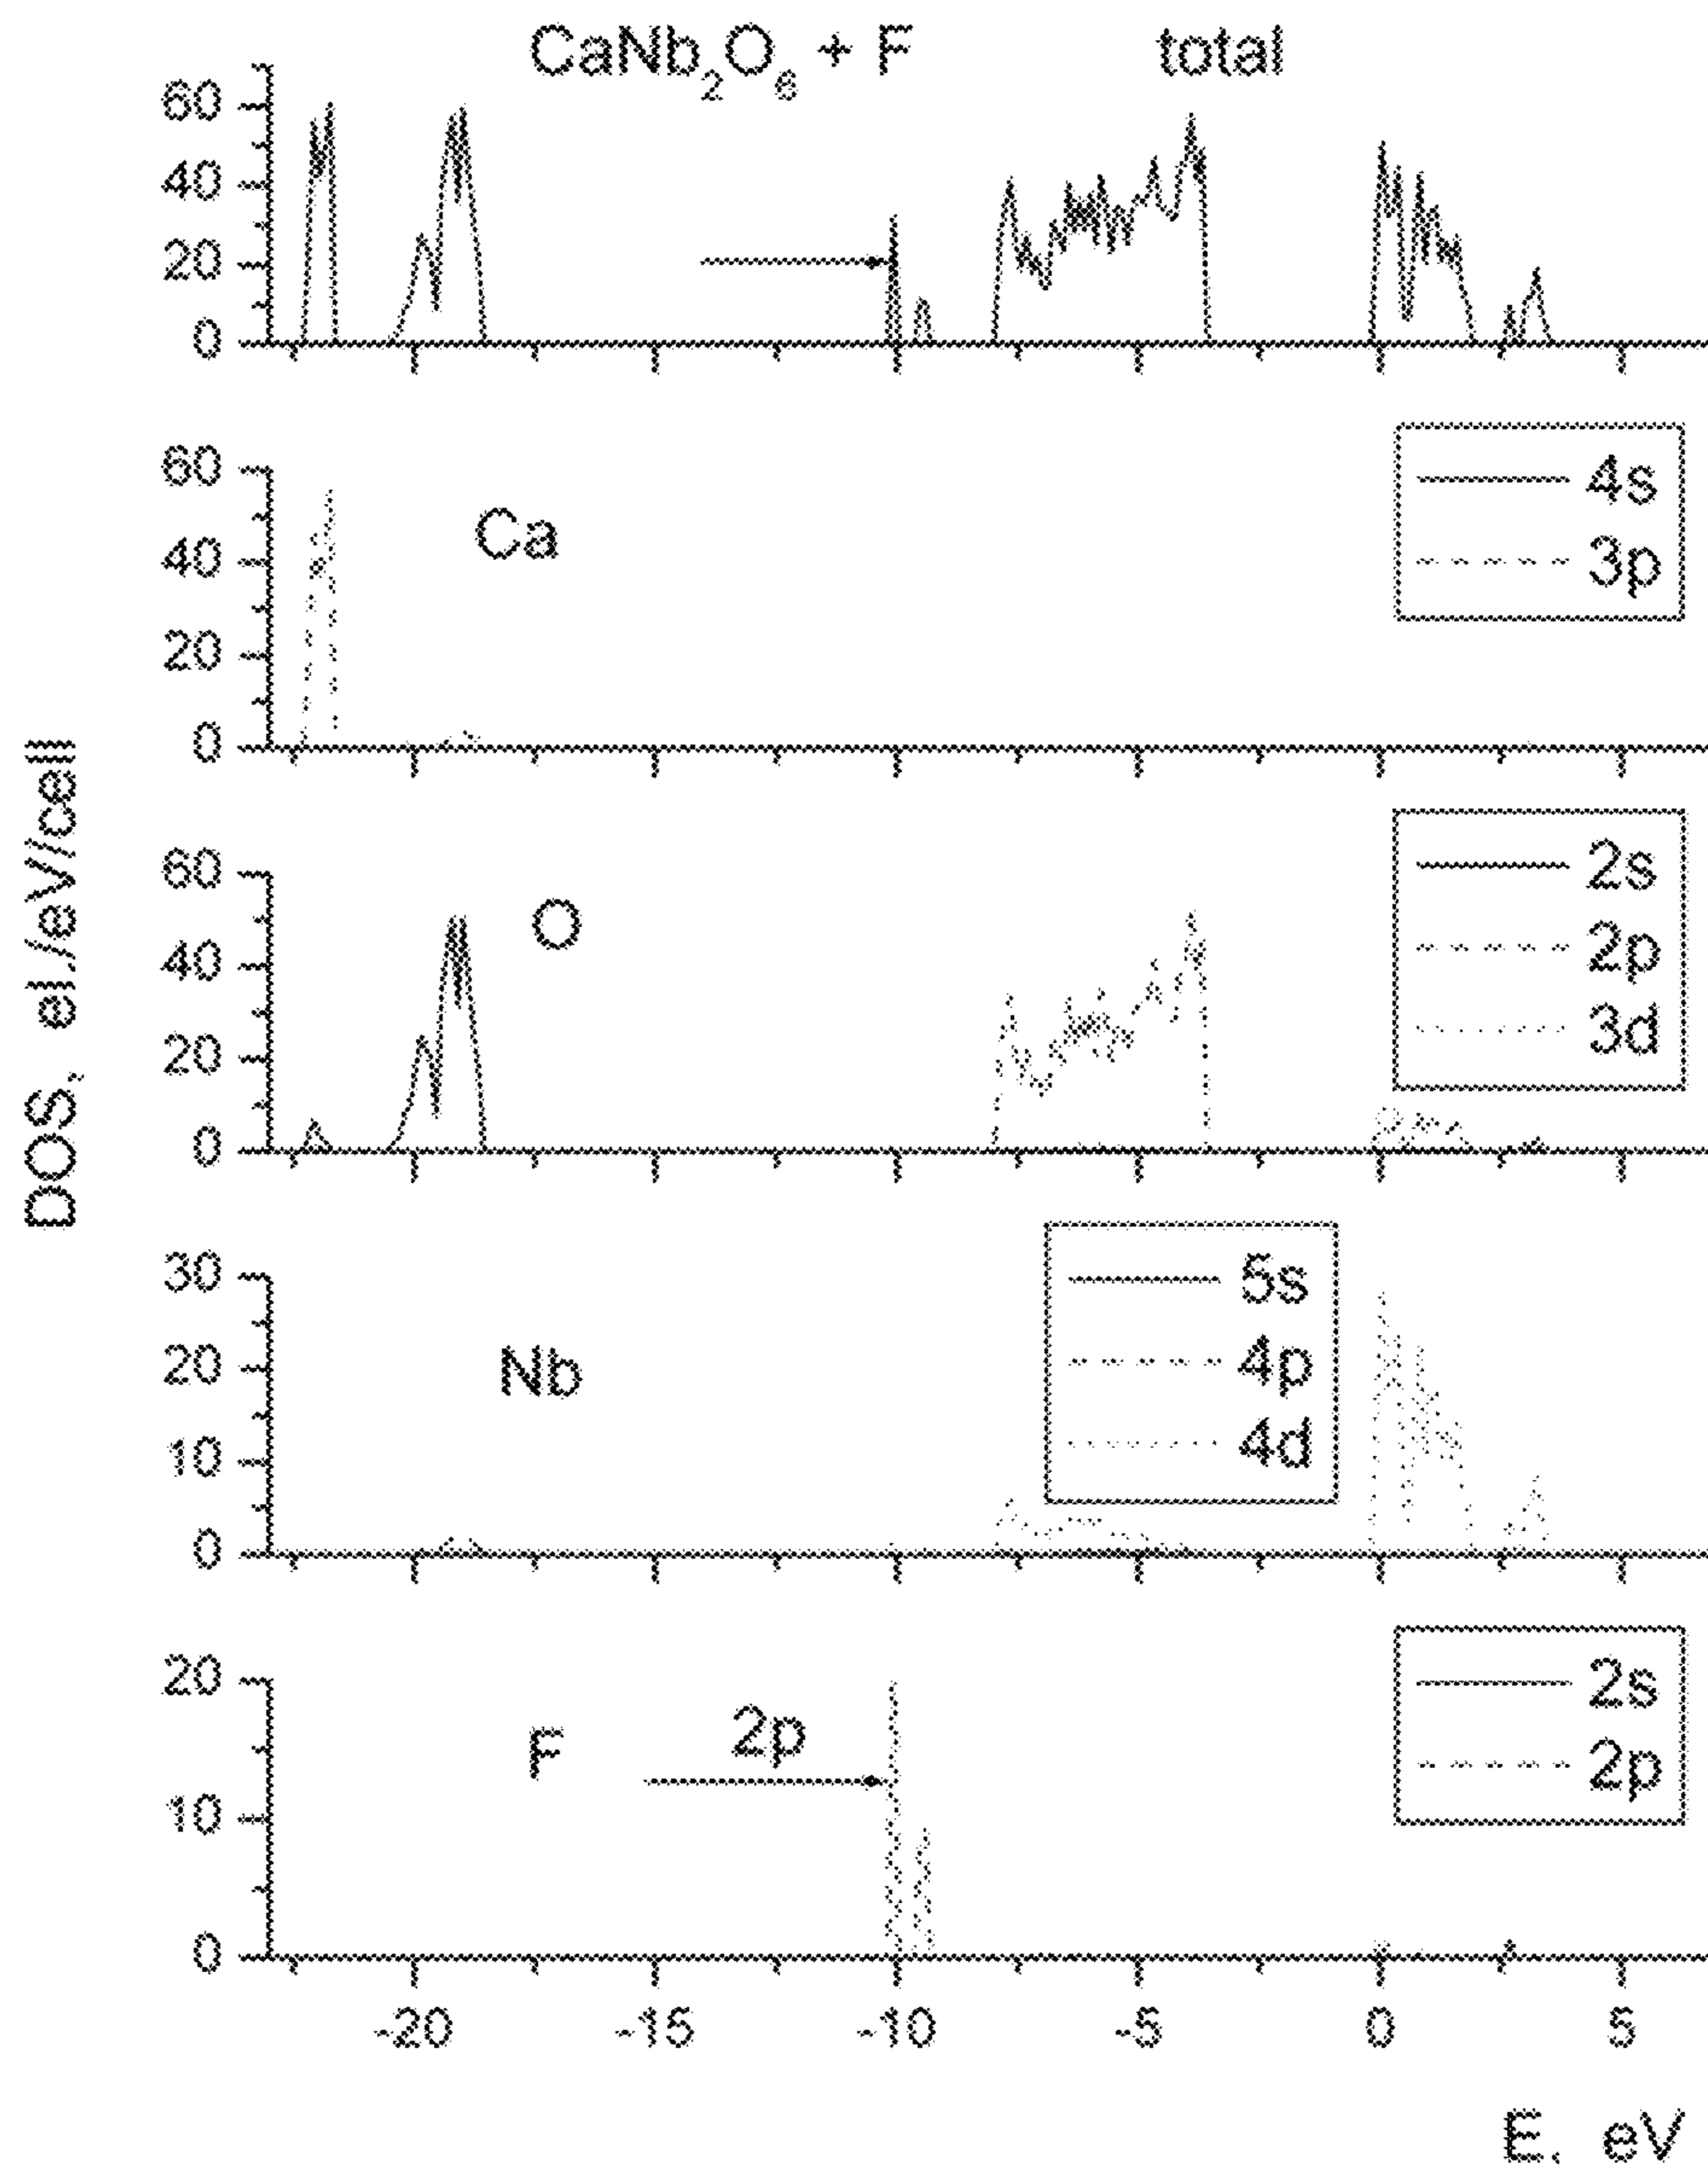 CaNb₂O₆ + F total
60
40
20
0
60
40
20
0
Ca
4s
3p
60
40
20
0
O
2s
2p
3d
30
20
10
0
Nb
5s
4p
4d
20
10
0
F
2p
2s
2p
-20 -15 -10 -5 0 5
E, eV
DOS, el./eV/cell